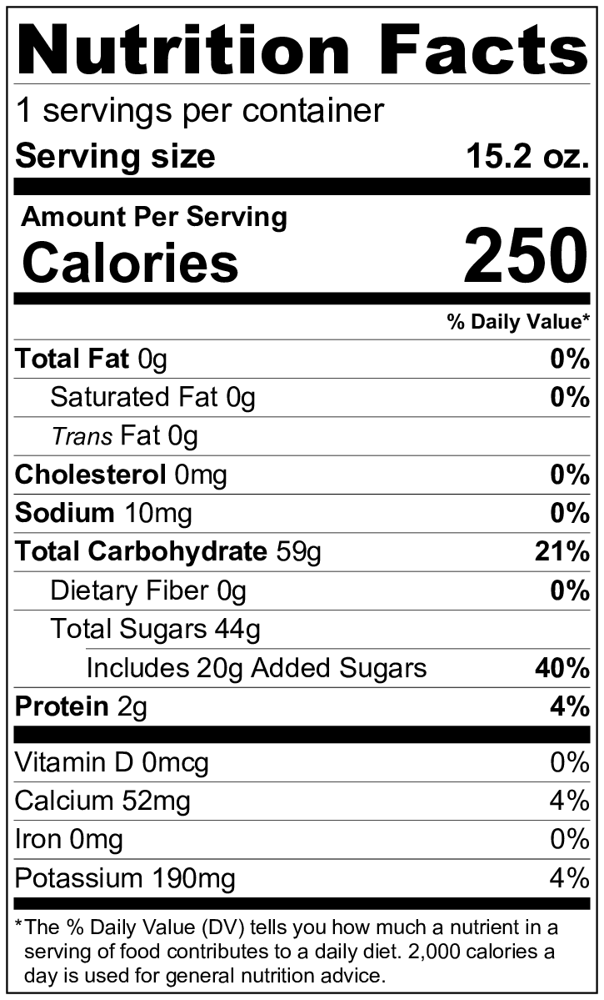 Nutrition Facts
1 servings per container
Serving size 15.2 oz.
Amount Per Serving
Calories 250
% Daily Value*
Total Fat 0g 0%
Saturated Fat 0g 0%
Trans Fat 0g
Cholesterol 0mg 0%
Sodium 10mg 0%
Total Carbohydrate 59g 21%
Dietary Fiber 0g 0%
Total Sugars 44g
Includes 20g Added Sugars 40%
Protein 2g 4%
Vitamin D 0mcg 0%
Calcium 52mg 4%
Iron 0mg 0%
Potassium 190mg 4%
*The % Daily Value (DV) tells you how much a nutrient in a
serving of food contributes to a daily diet. 2,000 calories a
day is used for general nutrition advice.